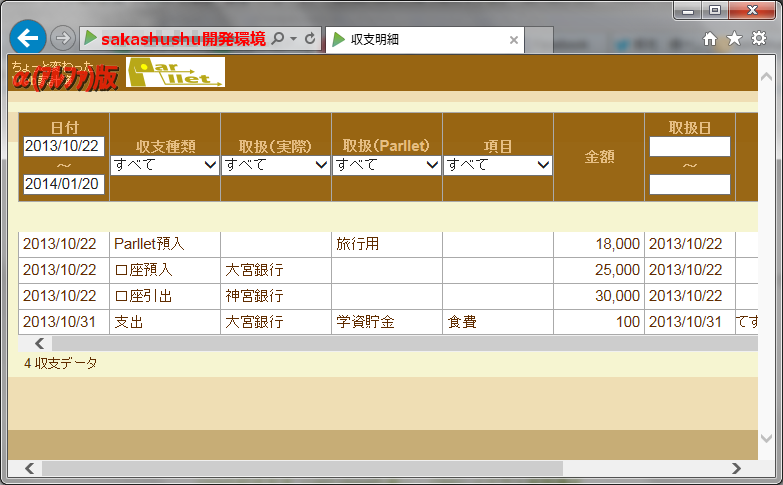 sakashushu開発環境
収支明細
ちょっと変わった
α(ｱﾙﾌｧ)版
Parllet
日付
2013/10/22
～
2014/01/20
収支種類
すべて
取扱(実際)
すべて
取扱(Parllet)
すべて
項目
すべて
金額
取扱日
～
2013/10/22 Parllet預入 旅行用 18,000 2013/10/22
2013/10/22 口座預入 大宮銀行 25,000 2013/10/22
2013/10/22 口座引出 神宮銀行 30,000 2013/10/22
2013/10/31 支出 大宮銀行 学資貯金 食費 100 2013/10/31 てす
4 収支データ